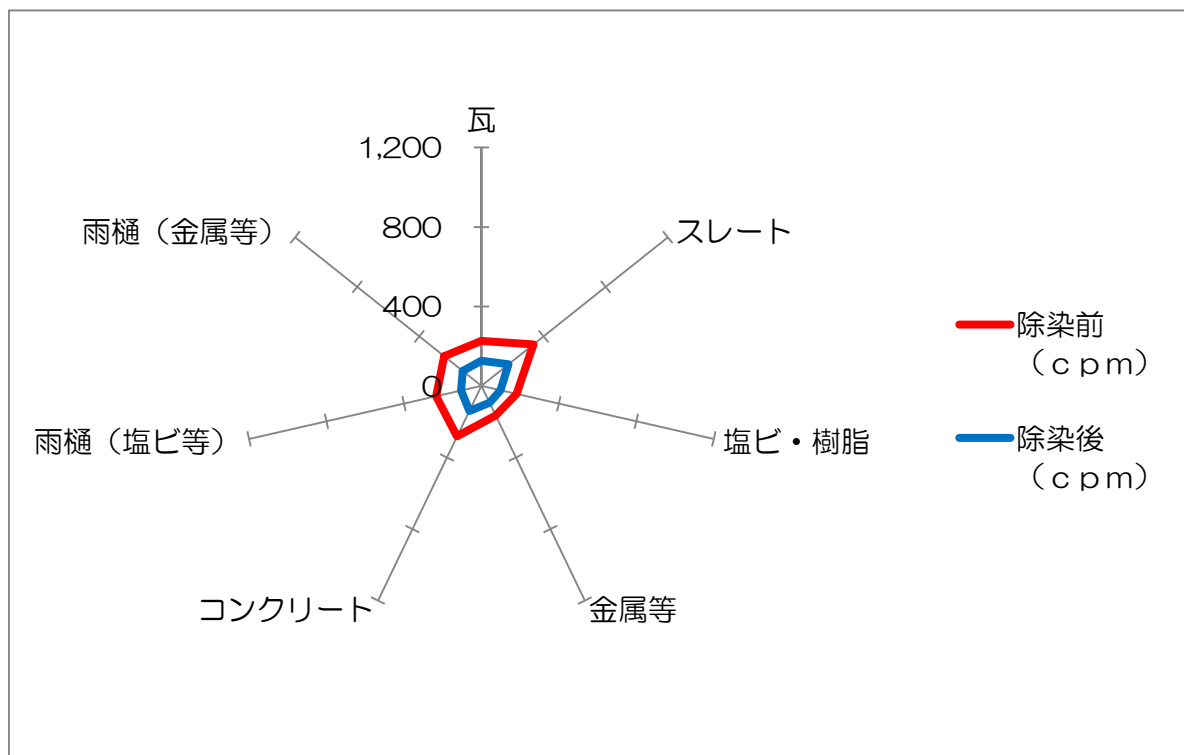 瓦
1,200
800
400
0
スレート
塩ビ・樹脂
金属等
コンクリート
雨樋（塩ビ等）
雨樋（金属等）
除染前
（ｃｐｍ）
除染後
（ｃｐｍ）